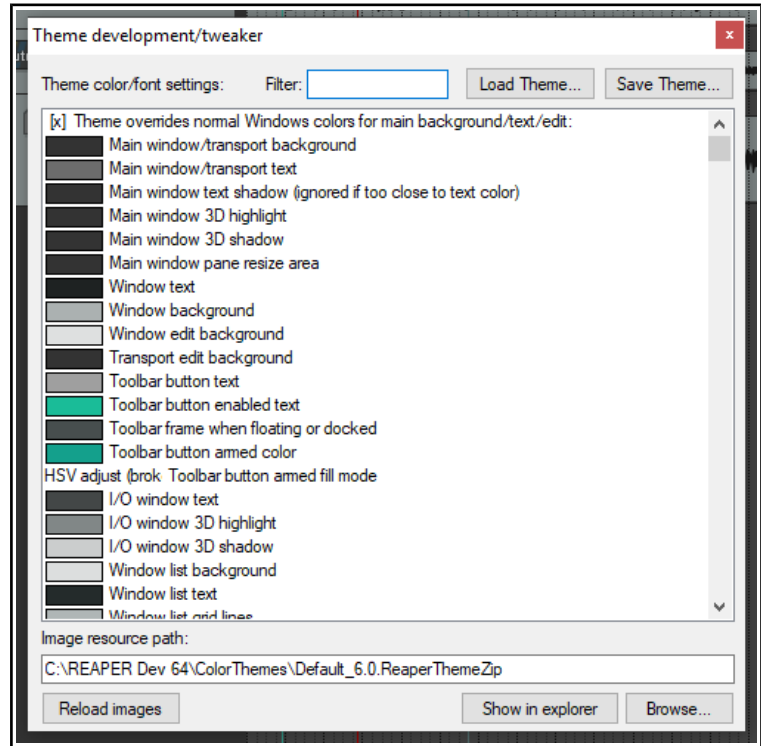 Theme development/tweaker x
Theme color/font settings: Filter: Load Theme... Save Theme...
[x] Theme overrides normal Windows colors for main background/text/edit:
Main window/transport background
Main window/transport text
Main window text shadow (ignored if too close to text color)
Main window 3D highlight
Main window 3D shadow
Main window pane resize area
Window text
Window background
Window edit background
Transport edit background
Toolbar button text
Toolbar button enabled text
Toolbar frame when floating or docked
Toolbar button armed color
HSV adjust (brok Toolbar button armed fill mode
I/O window text
I/O window 3D highlight
I/O window 3D shadow
Window list background
Window list text
Window list grid lines
Image resource path:
C:\REAPER Dev 64\ColorThemes\Default_6.0.ReaperThemeZip
Reload images Show in explorer Browse...